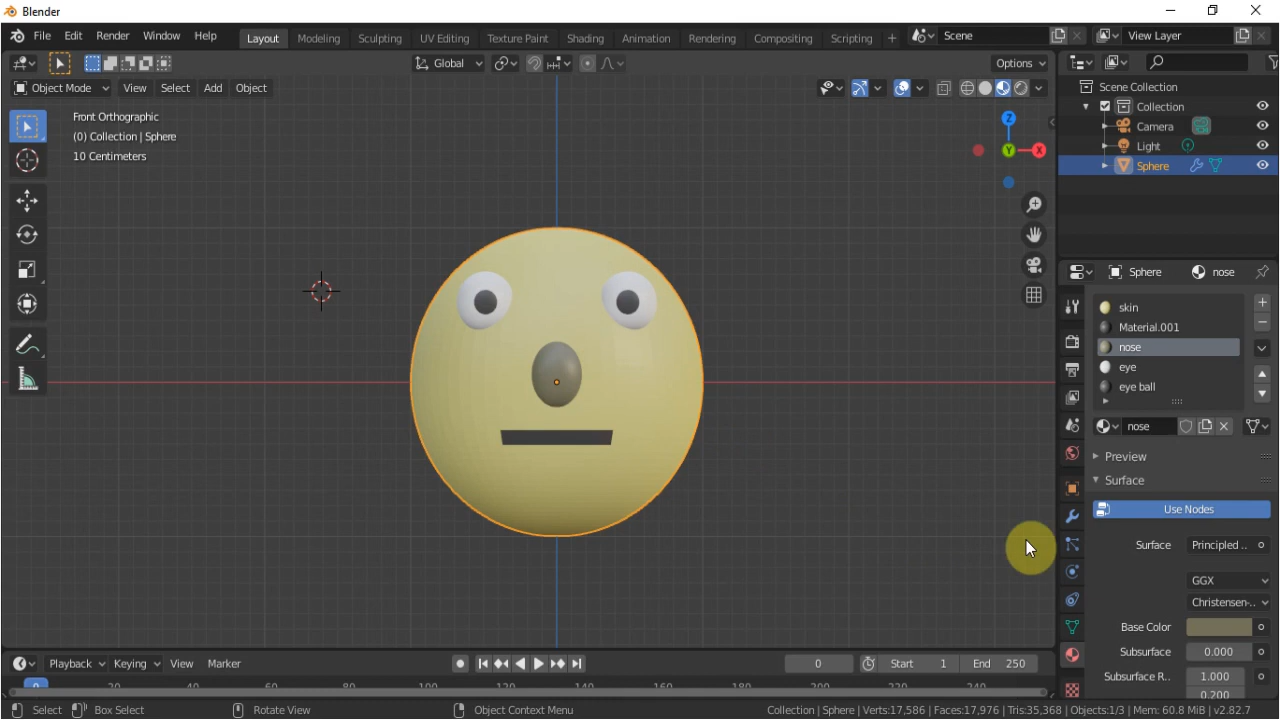 Blender
File Edit Render Window Help Layout Modeling Sculpting UV Editing Texture Paint Shading Animation Rendering Compositing Scripting + Scene View Layer
Global Options
Object Mode View Select Add Object
Scene Collection
Collection
Camera
Light
Sphere
Front Orthographic
(0) Collection | Sphere
10 Centimeters
Z
Y
X
Sphere nose
skin
Material.001
nose
eye
eye ball
nose
Preview
Surface
Use Nodes
Surface Principled ..
GGX
Christensen-..
Base Color
Subsurface 0.000
Subsurface R.. 1.000
0.200
Playback Keying View Marker 0 Start 1 End 250
0 20 40 60 80 100 120 140 160 180 200 220 240
Select Box Select Rotate View Object Context Menu Collection | Sphere | Verts:17,586 | Faces:17,976 | Tris:35,368 | Objects:1/3 | Mem: 60.8 MiB | v2.82.7